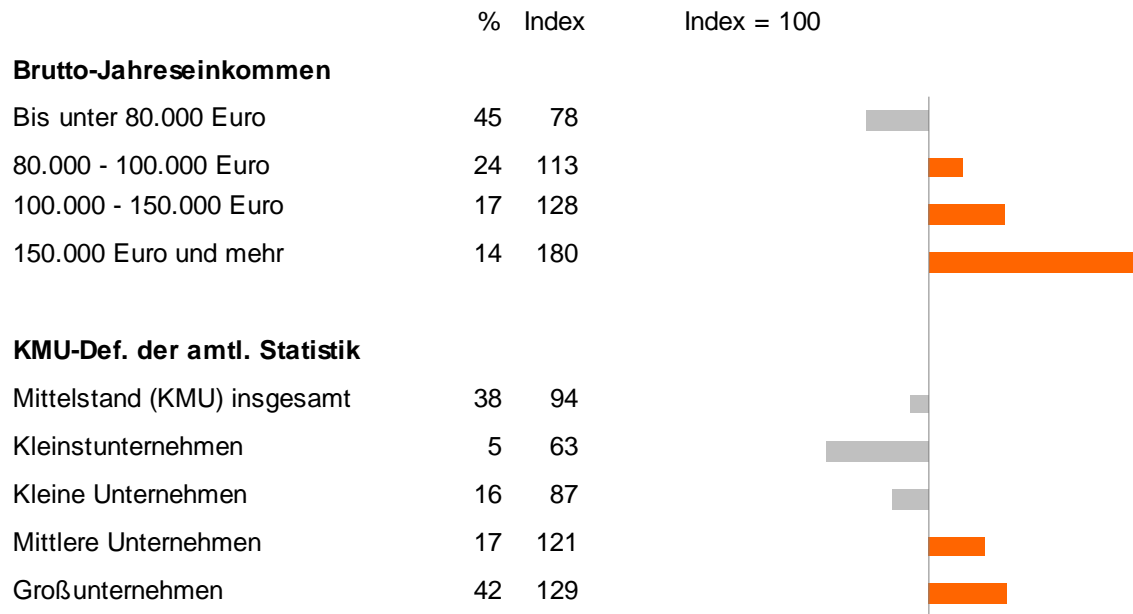 % Index Index = 100
Brutto-Jahreseinkommen
Bis unter 80.000 Euro 45 78
80.000 - 100.000 Euro 24 113
100.000 - 150.000 Euro 17 128
150.000 Euro und mehr 14 180
KMU-Def. der amtl. Statistik
Mittelstand (KMU) insgesamt 38 94
Kleinstunternehmen 5 63
Kleine Unternehmen 16 87
Mittlere Unternehmen 17 121
Großunternehmen 42 129